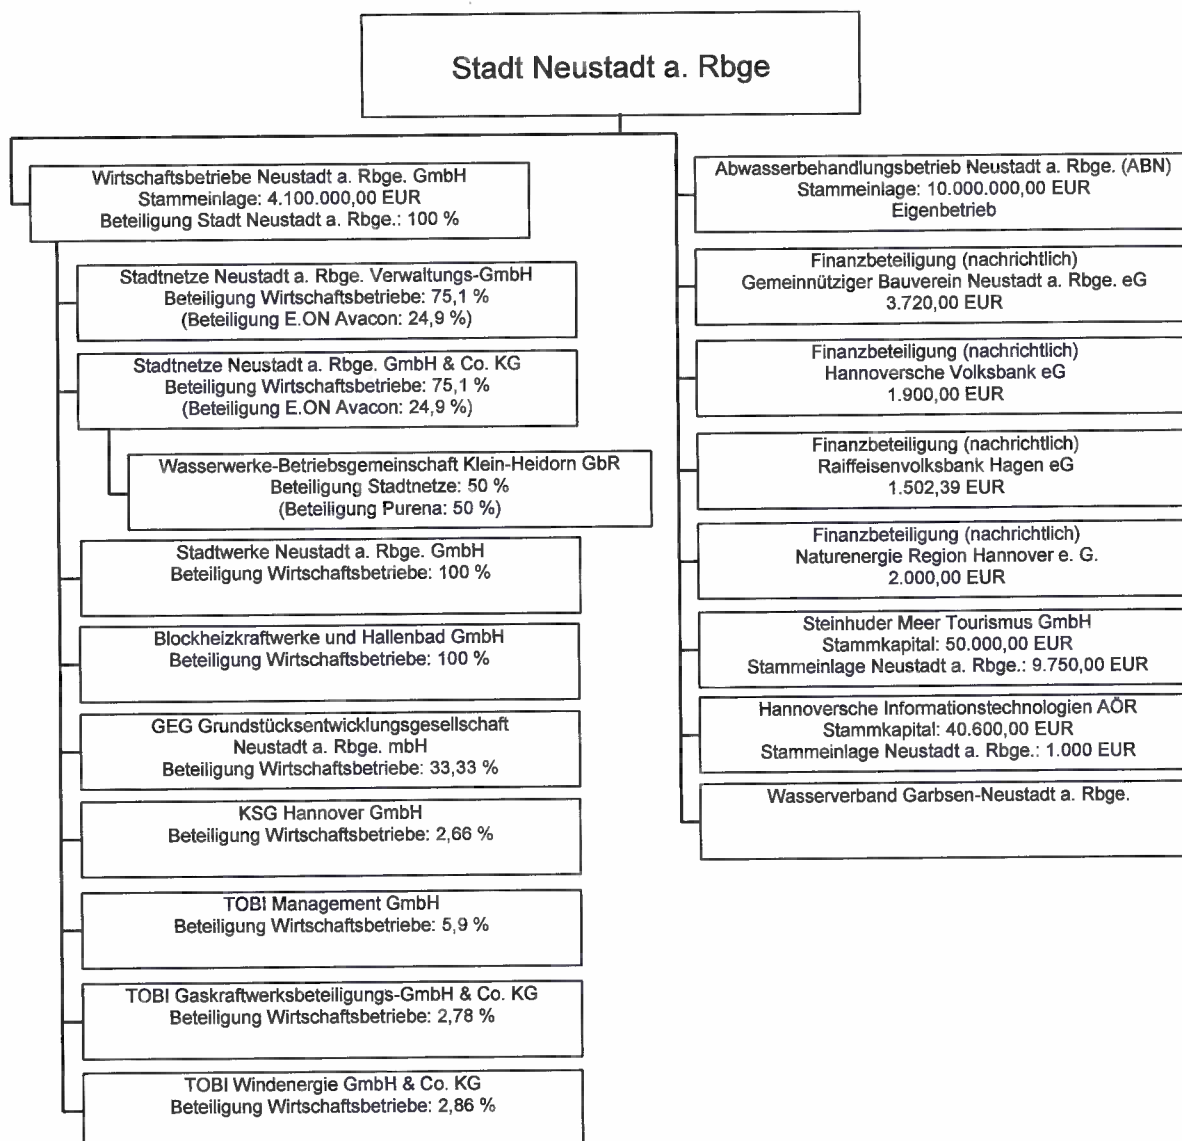 Stadt Neustadt a. Rbge
Wirtschaftsbetriebe Neustadt a. Rbge. GmbH
Stammeinlage: 4.100.000,00 EUR
Beteiligung Stadt Neustadt a. Rbge.: 100 %
Stadtnetze Neustadt a. Rbge. Verwaltungs-GmbH
Beteiligung Wirtschaftsbetriebe: 75,1 %
(Beteiligung E.ON Avacon: 24,9 %)
Stadtnetze Neustadt a. Rbge. GmbH & Co. KG
Beteiligung Wirtschaftsbetriebe: 75,1 %
(Beteiligung E.ON Avacon: 24,9 %)
Wasserwerke-Betriebsgemeinschaft Klein-Heidorn GbR
Beteiligung Stadtnetze: 50 %
(Beteiligung Purena: 50 %)
Stadtwerke Neustadt a. Rbge. GmbH
Beteiligung Wirtschaftsbetriebe: 100 %
Blockheizkraftwerke und Hallenbad GmbH
Beteiligung Wirtschaftsbetriebe: 100 %
GEG Grundstücksentwicklungsgesellschaft
Neustadt a. Rbge. mbH
Beteiligung Wirtschaftsbetriebe: 33,33 %
KSG Hannover GmbH
Beteiligung Wirtschaftsbetriebe: 2,66 %
TOBI Management GmbH
Beteiligung Wirtschaftsbetriebe: 5,9 %
TOBI Gaskraftwerksbeteiligungs-GmbH & Co. KG
Beteiligung Wirtschaftsbetriebe: 2,78 %
TOBI Windenergie GmbH & Co. KG
Beteiligung Wirtschaftsbetriebe: 2,86 %
Abwasserbehandlungsbetrieb Neustadt a. Rbge. (ABN)
Stammeinlage: 10.000.000,00 EUR
Eigenbetrieb
Finanzbeteiligung (nachrichtlich)
Gemeinnütziger Bauverein Neustadt a. Rbge. eG
3.720,00 EUR
Finanzbeteiligung (nachrichtlich)
Hannoversche Volksbank eG
1.900,00 EUR
Finanzbeteiligung (nachrichtlich)
Raiffeisenvolksbank Hagen eG
1.502,39 EUR
Finanzbeteiligung (nachrichtlich)
Naturenergie Region Hannover e. G.
2.000,00 EUR
Steinhuder Meer Tourismus GmbH
Stammkapital: 50.000,00 EUR
Stammeinlage Neustadt a. Rbge.: 9.750,00 EUR
Hannoversche Informationstechnologien AÖR
Stammkapital: 40.600,00 EUR
Stammeinlage Neustadt a. Rbge.: 1.000 EUR
Wasserverband Garbsen-Neustadt a. Rbge.